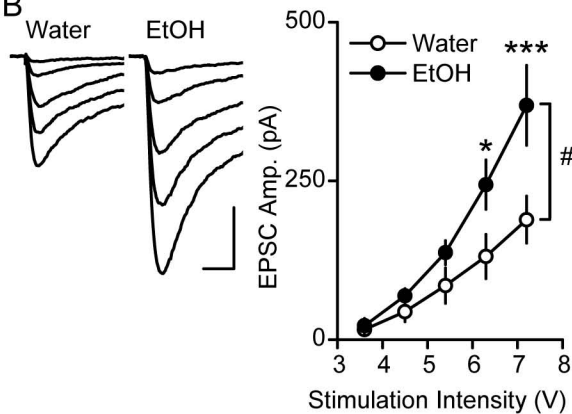 B
Water EtOH
500
250
0
EPSC Amp. (pA)
Water
EtOH
***
*
#
3 4 5 6 7 8
Stimulation Intensity (V)